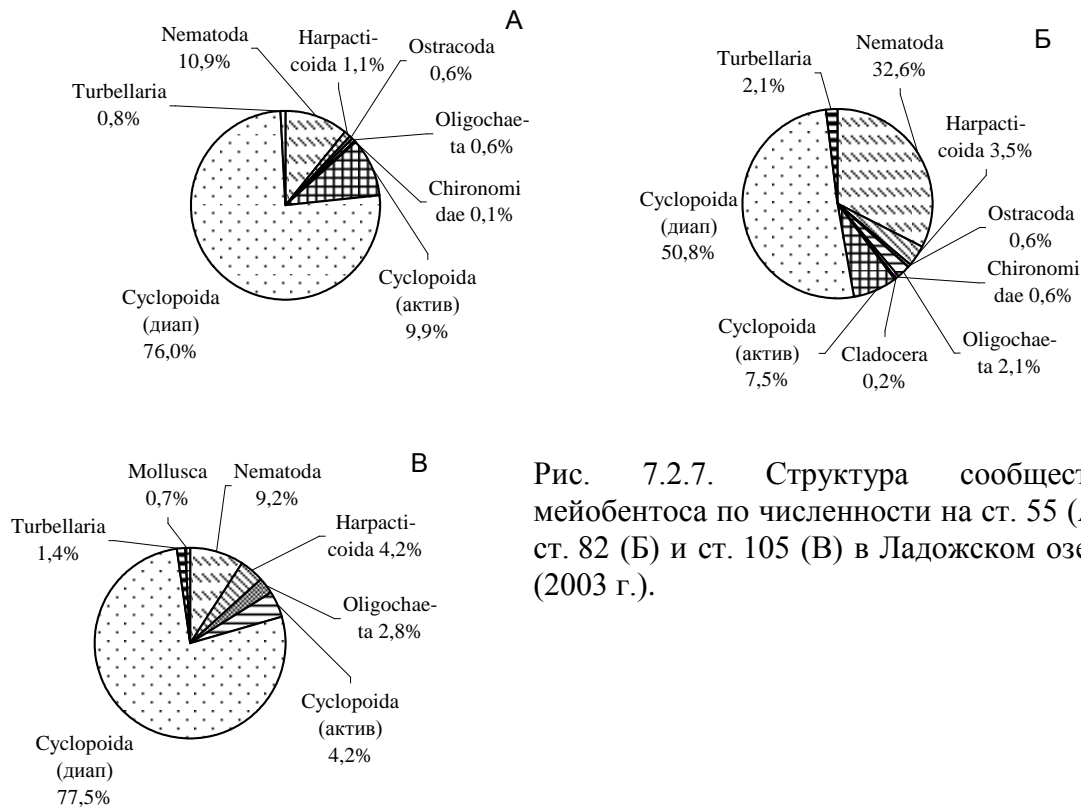 А
Nematoda
10,9%
Harpacti-
coida 1,1%
Ostracoda
0,6%
Turbellaria
0,8%
Oligochae-
ta 0,6%
Chironomi
dae 0,1%
Cyclopoida
(актив)
9,9%
Cyclopoida
(диап)
76,0%
Б
Turbellaria
2,1%
Nematoda
32,6%
Harpacti-
coida 3,5%
Cyclopoida
(диап)
50,8%
Ostracoda
0,6%
Chironomi
dae 0,6%
Cyclopoida
(актив)
7,5%
Cladocera
0,2%
Oligochae-
ta 2,1%
В
Mollusca
0,7%
Nematoda
9,2%
Turbellaria
1,4%
Harpacti-
coida 4,2%
Oligochae-
ta 2,8%
Cyclopoida
(актив)
4,2%
Cyclopoida
(диап)
77,5%
Рис. 7.2.7. Структура сообщест
мейобентоса по численности на ст. 55 (
ст. 82 (Б) и ст. 105 (В) в Ладожском озе
(2003 г.).